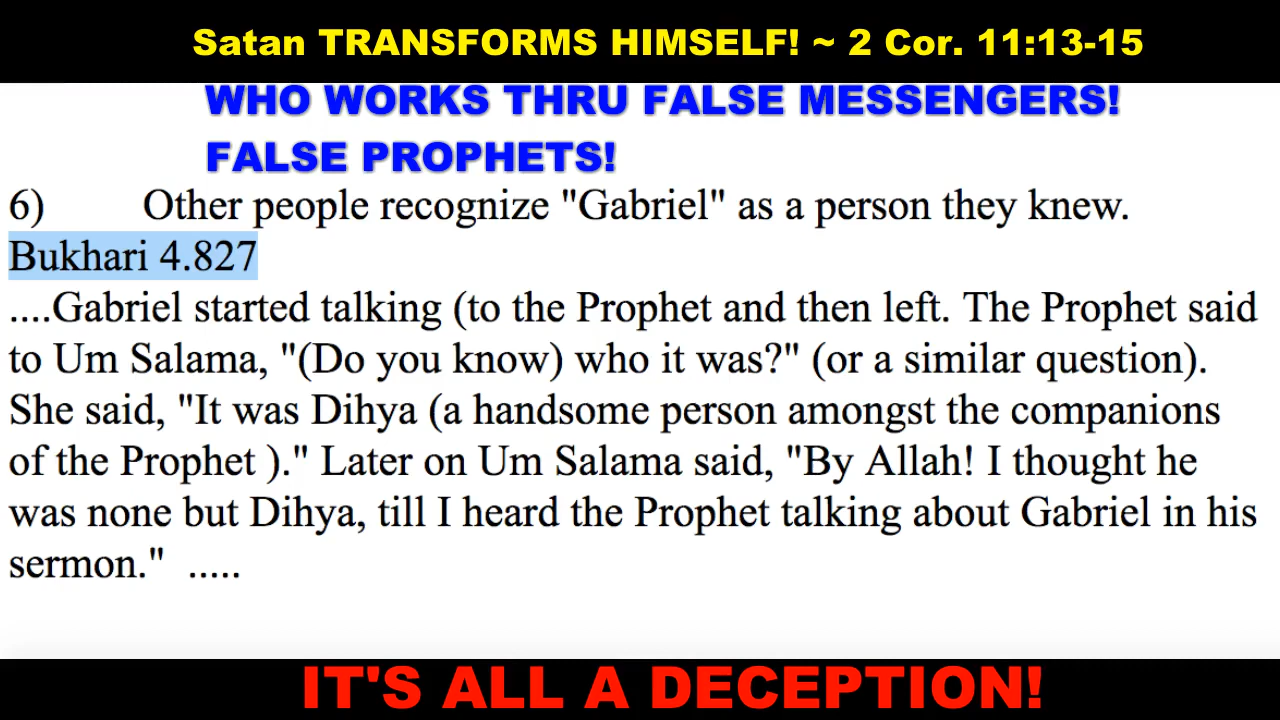 Satan TRANSFORMS HIMSELF! ~ 2 Cor. 11:13-15
WHO WORKS THRU FALSE MESSENGERS!
FALSE PROPHETS!
6) Other people recognize "Gabriel" as a person they knew.
Bukhari 4.827
....Gabriel started talking (to the Prophet and then left. The Prophet said
to Um Salama, "(Do you know) who it was?" (or a similar question).
She said, "It was Dihya (a handsome person amongst the companions
of the Prophet )." Later on Um Salama said, "By Allah! I thought he
was none but Dihya, till I heard the Prophet talking about Gabriel in his
sermon." .....
IT'S ALL A DECEPTION!